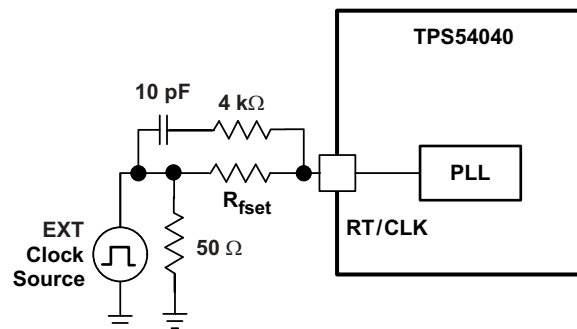 TPS54040
10 pF
4 kΩ
PLL
Rfset
RT/CLK
EXT
Clock
Source
50 Ω